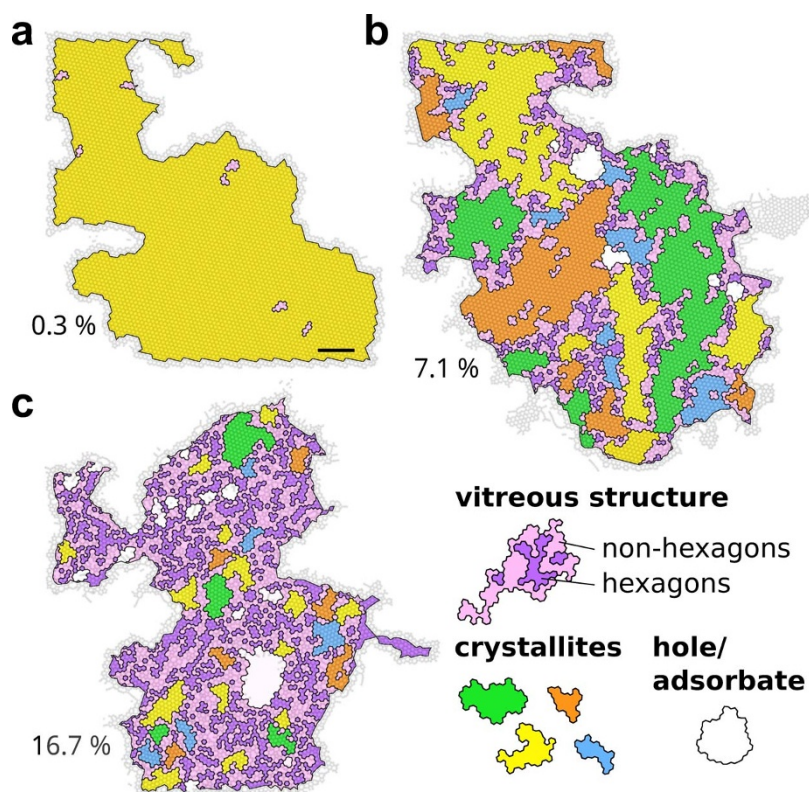 a
b
0.3 %
7.1 %
c
16.7 %
vitreous structure
non-hexagons
hexagons
crystallites
hole/
adsorbate